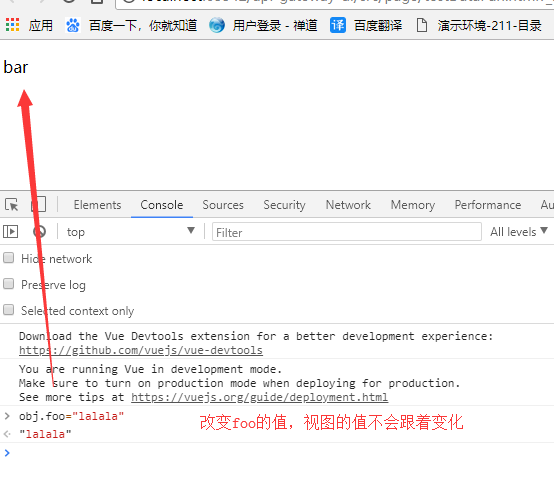 应用 百度一下，你就知道 用户登录 - 禅道 译 百度翻译 演示环境-211-目录
bar
Elements Console Sources Security Network Memory Performance Au
top Filter All levels
Hide network
Preserve log
Selected context only
Download the Vue Devtools extension for a better development experience:
https://github.com/vuejs/vue-devtools
You are running Vue in development mode.
Make sure to turn on production mode when deploying for production.
See more tips at https://vuejs.org/guide/deployment.html
obj.foo="lalala" 改变foo的值，视图的值不会跟着变化
"lalala"